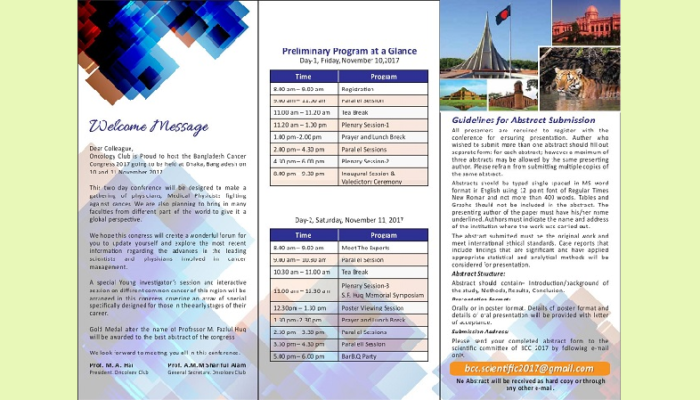 Welcome Message
Dear Colleague,
Oncology Club is Proud to host the Bangladesh Cancer
Congress 2017 going to be held at Dhaka, Bangladesh on
10 and 11 November 2017.
This two day conference will be designed to make a
gathering of physicians, Medical Physicists fighting
against cancer. We are also planning to bring in many
faculties from different part of the world to give it a
global perspective.
We hope this congress will create a wonderful forum for
you to update yourself and explore the most recent
information regarding the advances in the leading
scientists and physicians involved in cancer
management.
A special Young Investigator's session and interactive
session on different common cancer of this region will be
arranged in this congress covering an array of special
specifically designed for those in the early stages of their
career.
Gold Medal after the name of Professor M. Fazlul Huq
will be awarded to the best abstract of the congress
We look forward to meeting you all in this conference.
Prof. M. A. Hai
President Oncology Club
Prof. A.M.M Shariful Alam
General Secretary Oncology Club
Preliminary Program at a Glance
Day-1, Friday, November 10, 2017
Time Program
8.00 am – 9.00 am Registration
9.00 am – 11.00 am Parallel Session
11.00 am – 11.20 am Tea Break
11.20 am – 1.00 pm Plenary Session-1
1.00 pm – 2.00 pm Prayer and Lunch Break
2.00 pm – 4.10 pm Parallel Sessions
4.10 pm – 6.00 pm Plenary Session-2
8.00 pm – 9.30 pm Inaugural Session &
Valedictory Ceremony
Day-2, Saturday, November 11, 2017
Time Program
8.00 am – 9.00 am Meet The Experts
9.00 am – 10.30 am Parallel Session
10.30 am – 11.00 am Tea Break
11.00 am – 12.30 pm Plenary Session-3
S.F. Huq Memorial Symposium
12.30pm – 1.30 pm Poster Viewing Session
1.30 pm – 2.30 pm Prayer and Lunch Break
2.30 pm – 3.30 pm Parallel Sessions
3.30 pm – 4.30 pm Parallel Session
5.00 pm – 6.00 pm Bar.B.Q Party
Guidelines for Abstract Submission
All presenters are required to register with the
conference for ensuring presentation. Author who
wished to submit more than one abstract should fill out
separate form for each abstract; however a maximum of
three abstracts may be allowed by the same presenting
author. Please refrain from submitting multiple copies of
the same abstract.
Abstracts should be typed single spaced in MS word
format in English using 12 point font of Regular Times
New Roman and not more than 400 words. Tables and
Graphs should not be included in the abstract. The
presenting author of the paper must have his/her name
underlined. Authors must indicate the name and address
of the institution where the work was carried out.
The abstract submitted must be the original work and
meet international ethical standards. Case reports that
include findings that are significant and have applied
appropriate statistical and analytical methods will be
considered for presentation.
Abstract Structure:
Abstract should contain: Introduction/background of
the study, Methods, Results, Conclusion.
Presentation Format:
Orally or in poster format. Details of poster format and
details of oral presentation will be provided with letter
of acceptance.
Submission Address:
Please sent your completed abstract form to the
scientific committee of BCC 2017 by following e-mail
only.
bcc.scientific2017@gmail.com
No Abstract will be received as hard copy or through
any other e-mail.